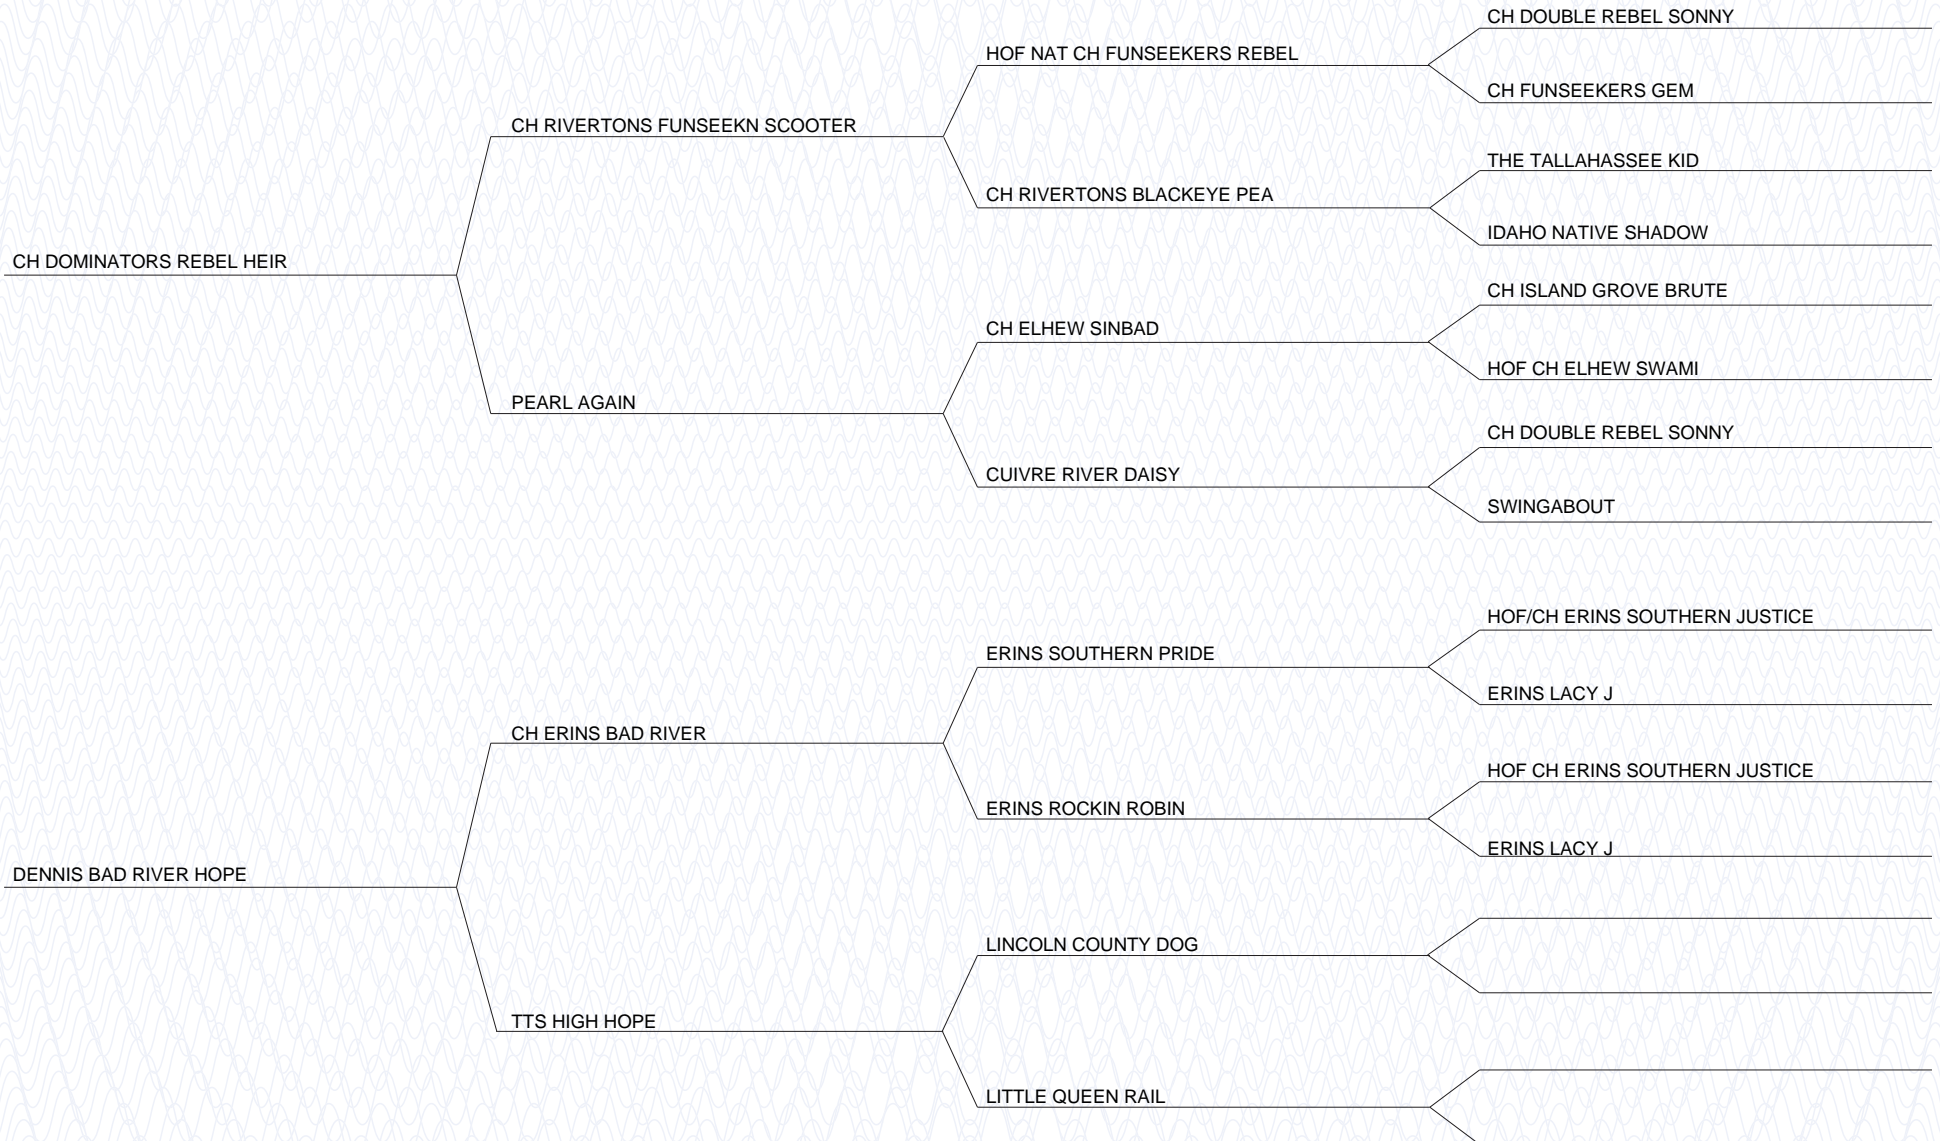 CH DOUBLE REBEL SONNY
HOF NAT CH FUNSEEKERS REBEL
CH FUNSEEKERS GEM
CH RIVERTONS FUNSEEKN SCOOTER
THE TALLAHASSEE KID
CH RIVERTONS BLACKEYE PEA
IDAHO NATIVE SHADOW
CH DOMINATORS REBEL HEIR
CH ISLAND GROVE BRUTE
CH ELHEW SINBAD
HOF CH ELHEW SWAMI
PEARL AGAIN
CH DOUBLE REBEL SONNY
CUIVRE RIVER DAISY
SWINGABOUT
HOF/CH ERINS SOUTHERN JUSTICE
ERINS SOUTHERN PRIDE
ERINS LACY J
CH ERINS BAD RIVER
HOF CH ERINS SOUTHERN JUSTICE
ERINS ROCKIN ROBIN
ERINS LACY J
DENNIS BAD RIVER HOPE
LINCOLN COUNTY DOG
TTS HIGH HOPE
LITTLE QUEEN RAIL